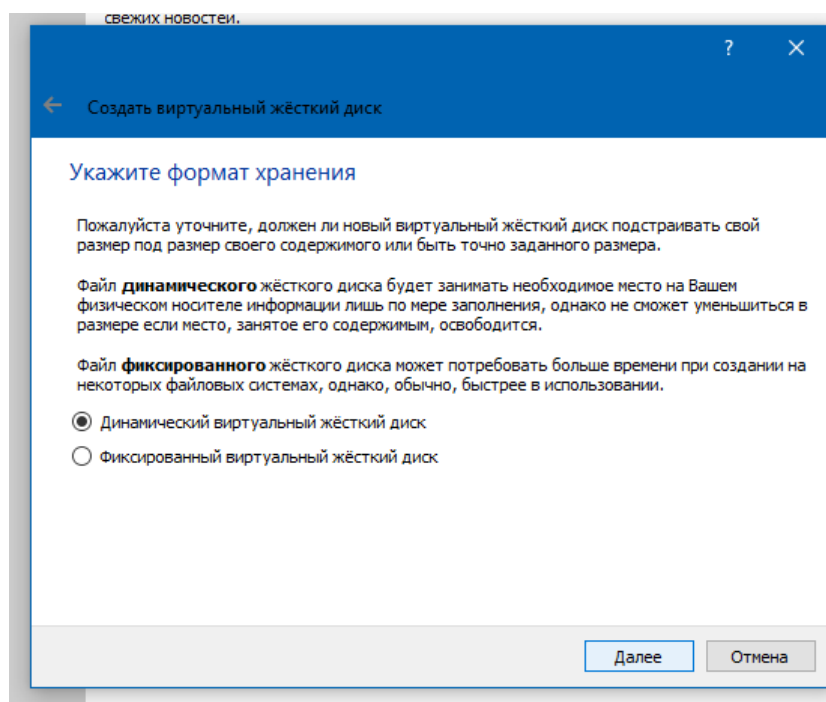 свежих новостей.
?
Создать виртуальный жёсткий диск
Укажите формат хранения
Пожалуйста уточните, должен ли новый виртуальный жёсткий диск подстраивать свой
размер под размер своего содержимого или быть точно заданного размера.
Файл динамического жёсткого диска будет занимать необходимое место на Вашем
физическом носителе информации лишь по мере заполнения, однако не сможет уменьшиться в
размере если место, занятое его содержимым, освободится.
Файл фиксированного жёсткого диска может потребовать больше времени при создании на
некоторых файловых системах, однако, обычно, быстрее в использовании.
Динамический виртуальный жёсткий диск
Фиксированный виртуальный жёсткий диск
Далее Отмена